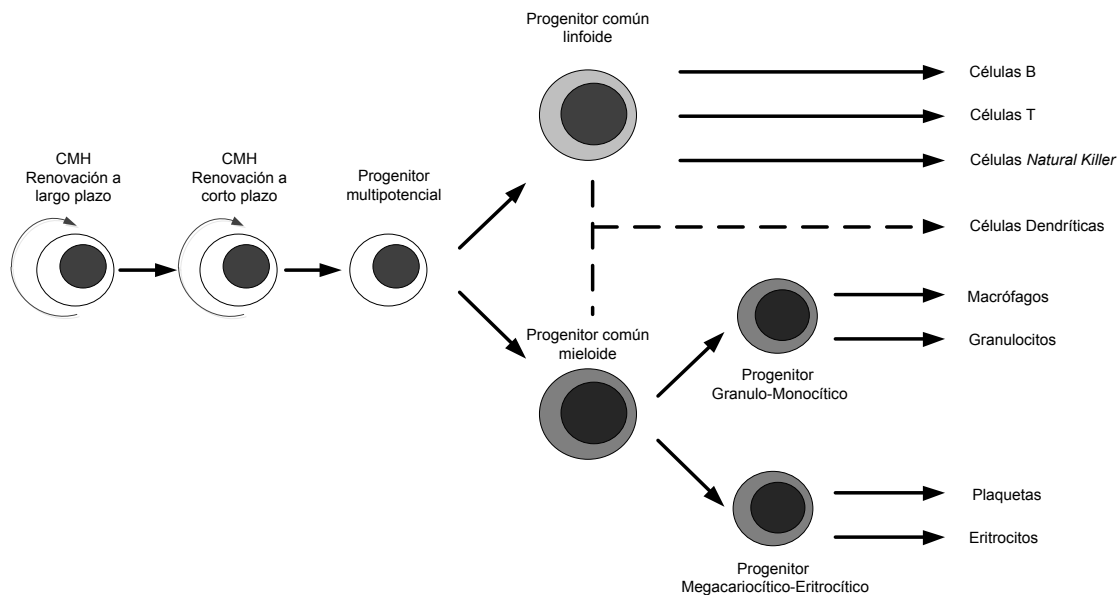 Progenitor común
linfoide
Células B
Células T
Células Natural Killer
CMH
Renovación a
largo plazo
CMH
Renovación a
corto plazo
Progenitor
multipotencial
Células Dendríticas
Macrófagos
Granulocitos
Progenitor común
mieloide
Progenitor
Granulo-Monocítico
Plaquetas
Eritrocitos
Progenitor
Megacariocítico-Eritrocítico